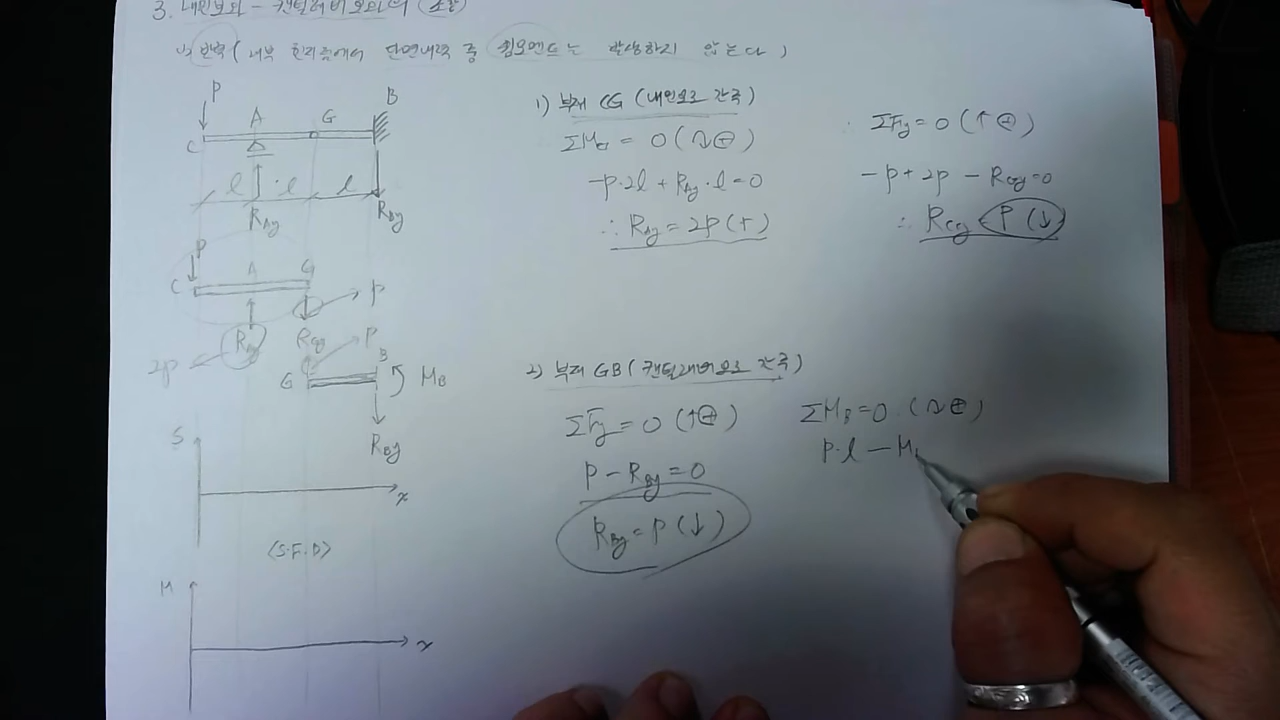 3. 내민보와 - 캔틸레버보의
1) 반력 ( 내부 힌지절에서 단면내력 중 휨모멘트는 발생하지 않는다 )
P
A
G
B
C
l
l
l
R_Ay
R_By
P
C
A
G
P
R_Ay
R_Gy
2P
P
G
B
M_B
R_By
S
x
(S.F.D)
M
x
1) 부재 CG ( 내민보로 간주 )
ΣM_G = 0 (↷⊕)
-P·2l + R_Ay·l = 0
∴ R_Ay = 2P (↑)
ΣFy = 0 (↑⊕)
-P + 2P - R_Gy = 0
∴ R_Gy = P (↓)
2) 부재 GB ( 캔틸레버보로 간주 )
ΣFy = 0 (↑⊕)
P - R_By = 0
R_By = P (↓)
ΣM_B = 0 (↷⊕)
P·l - M